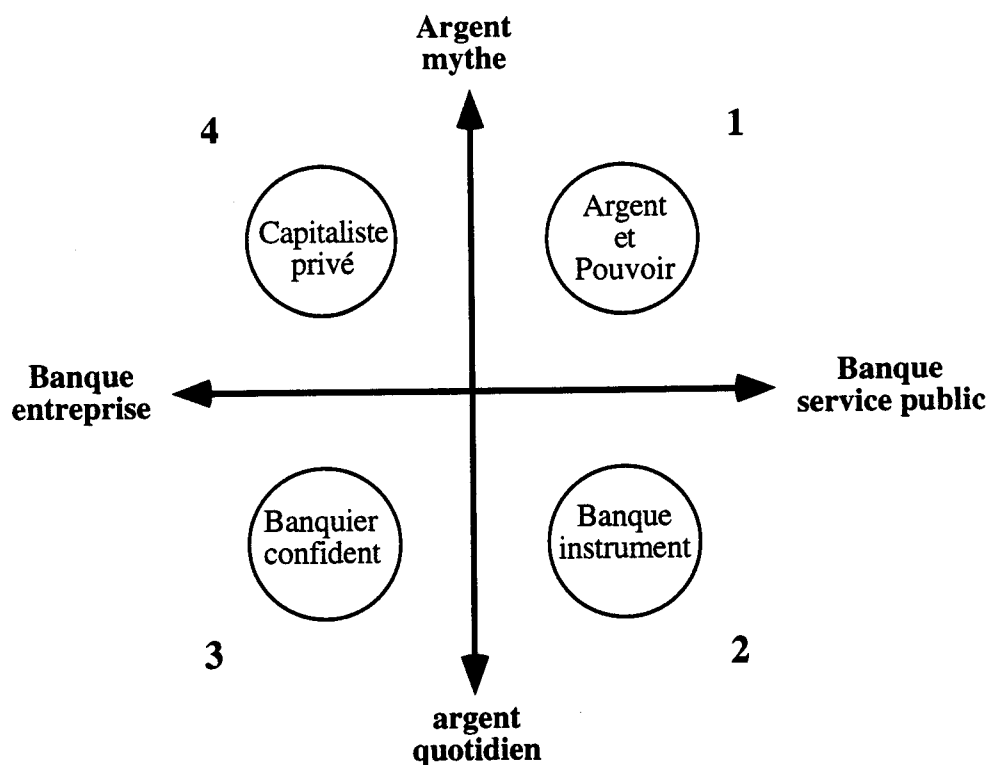 Argent
mythe
4
1
Capitaliste
privé
Argent
et
Pouvoir
Banque
entreprise
Banque
service public
Banquier
confident
Banque
instrument
3
2
argent
quotidien